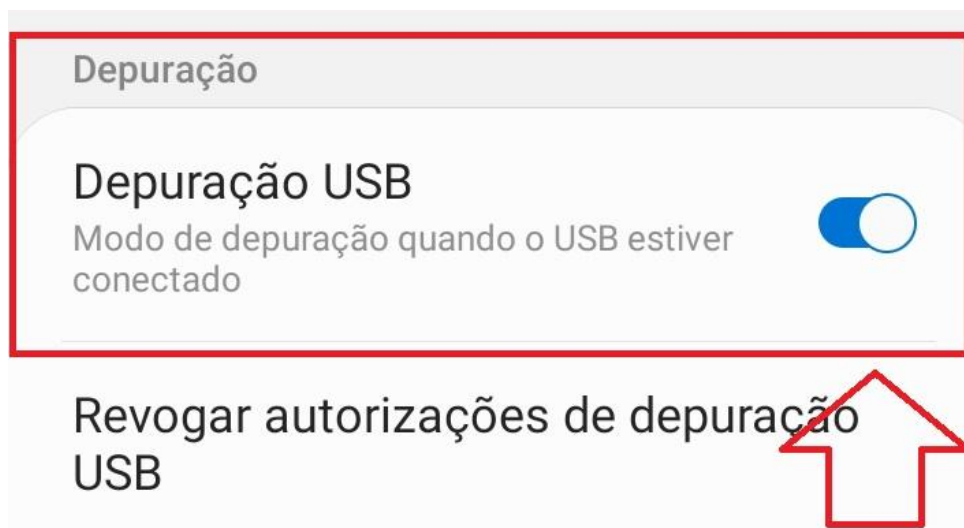 Depuração
Depuração USB
Modo de depuração quando o USB estiver
conectado
Revogar autorizações de depuração
USB